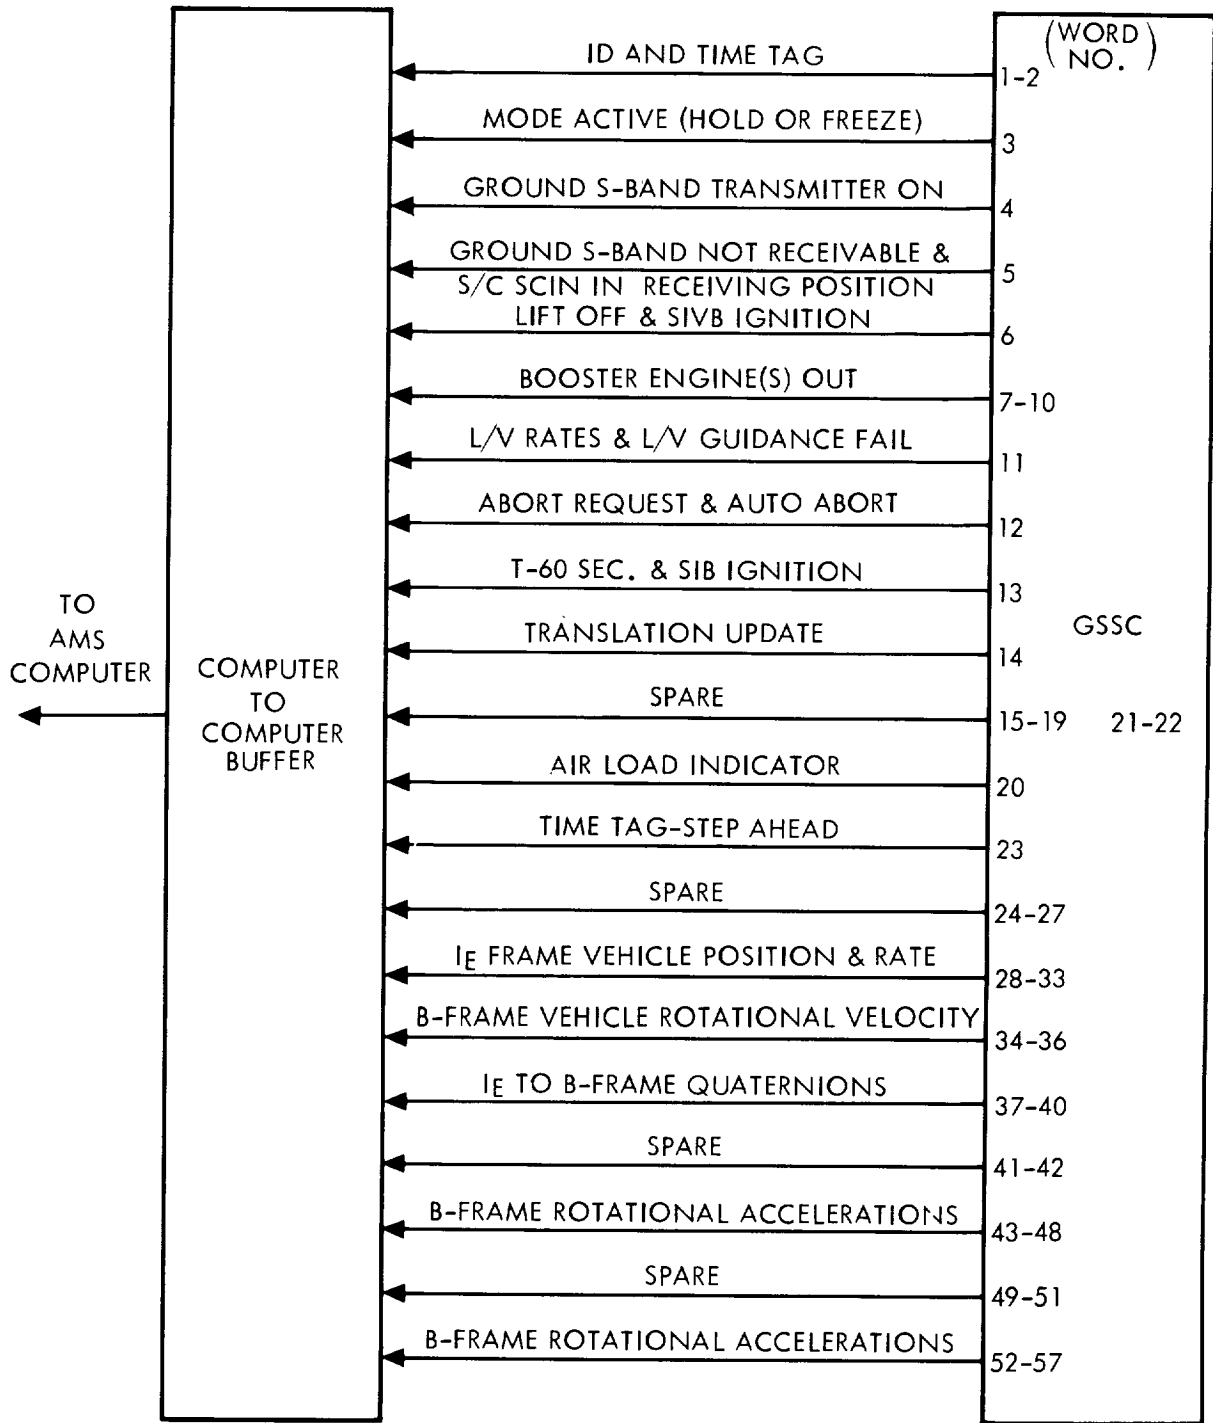 (WORD NO.)
ID AND TIME TAG
1-2
MODE ACTIVE (HOLD OR FREEZE)
3
GROUND S-BAND TRANSMITTER ON
4
GROUND S-BAND NOT RECEIVABLE &
S/C SCIN IN RECEIVING POSITION
5
LIFT OFF & SIVB IGNITION
6
BOOSTER ENGINE(S) OUT
7-10
L/V RATES & L/V GUIDANCE FAIL
11
ABORT REQUEST & AUTO ABORT
12
T-60 SEC. & SIB IGNITION
13
TRANSLATION UPDATE
14
SPARE
15-19 21-22
AIR LOAD INDICATOR
20
TIME TAG-STEP AHEAD
23
SPARE
24-27
IE FRAME VEHICLE POSITION & RATE
28-33
B-FRAME VEHICLE ROTATIONAL VELOCITY
34-36
IE TO B-FRAME QUATERNIONS
37-40
SPARE
41-42
B-FRAME ROTATIONAL ACCELERATIONS
43-48
SPARE
49-51
B-FRAME ROTATIONAL ACCELERATIONS
52-57
TO
AMS
COMPUTER
COMPUTER
TO
COMPUTER
BUFFER
GSSC